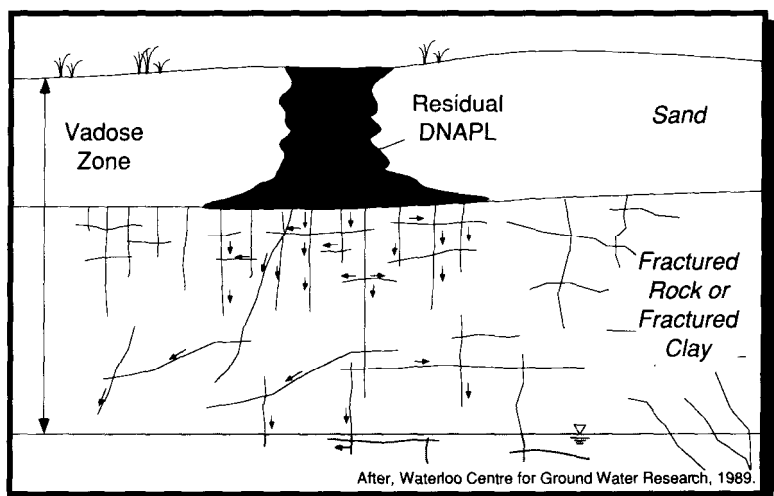 Vadose
Zone
Residual
DNAPL
Sand
Fractured
Rock or
Fractured
Clay
After, Waterloo Centre for Ground Water Research, 1989.